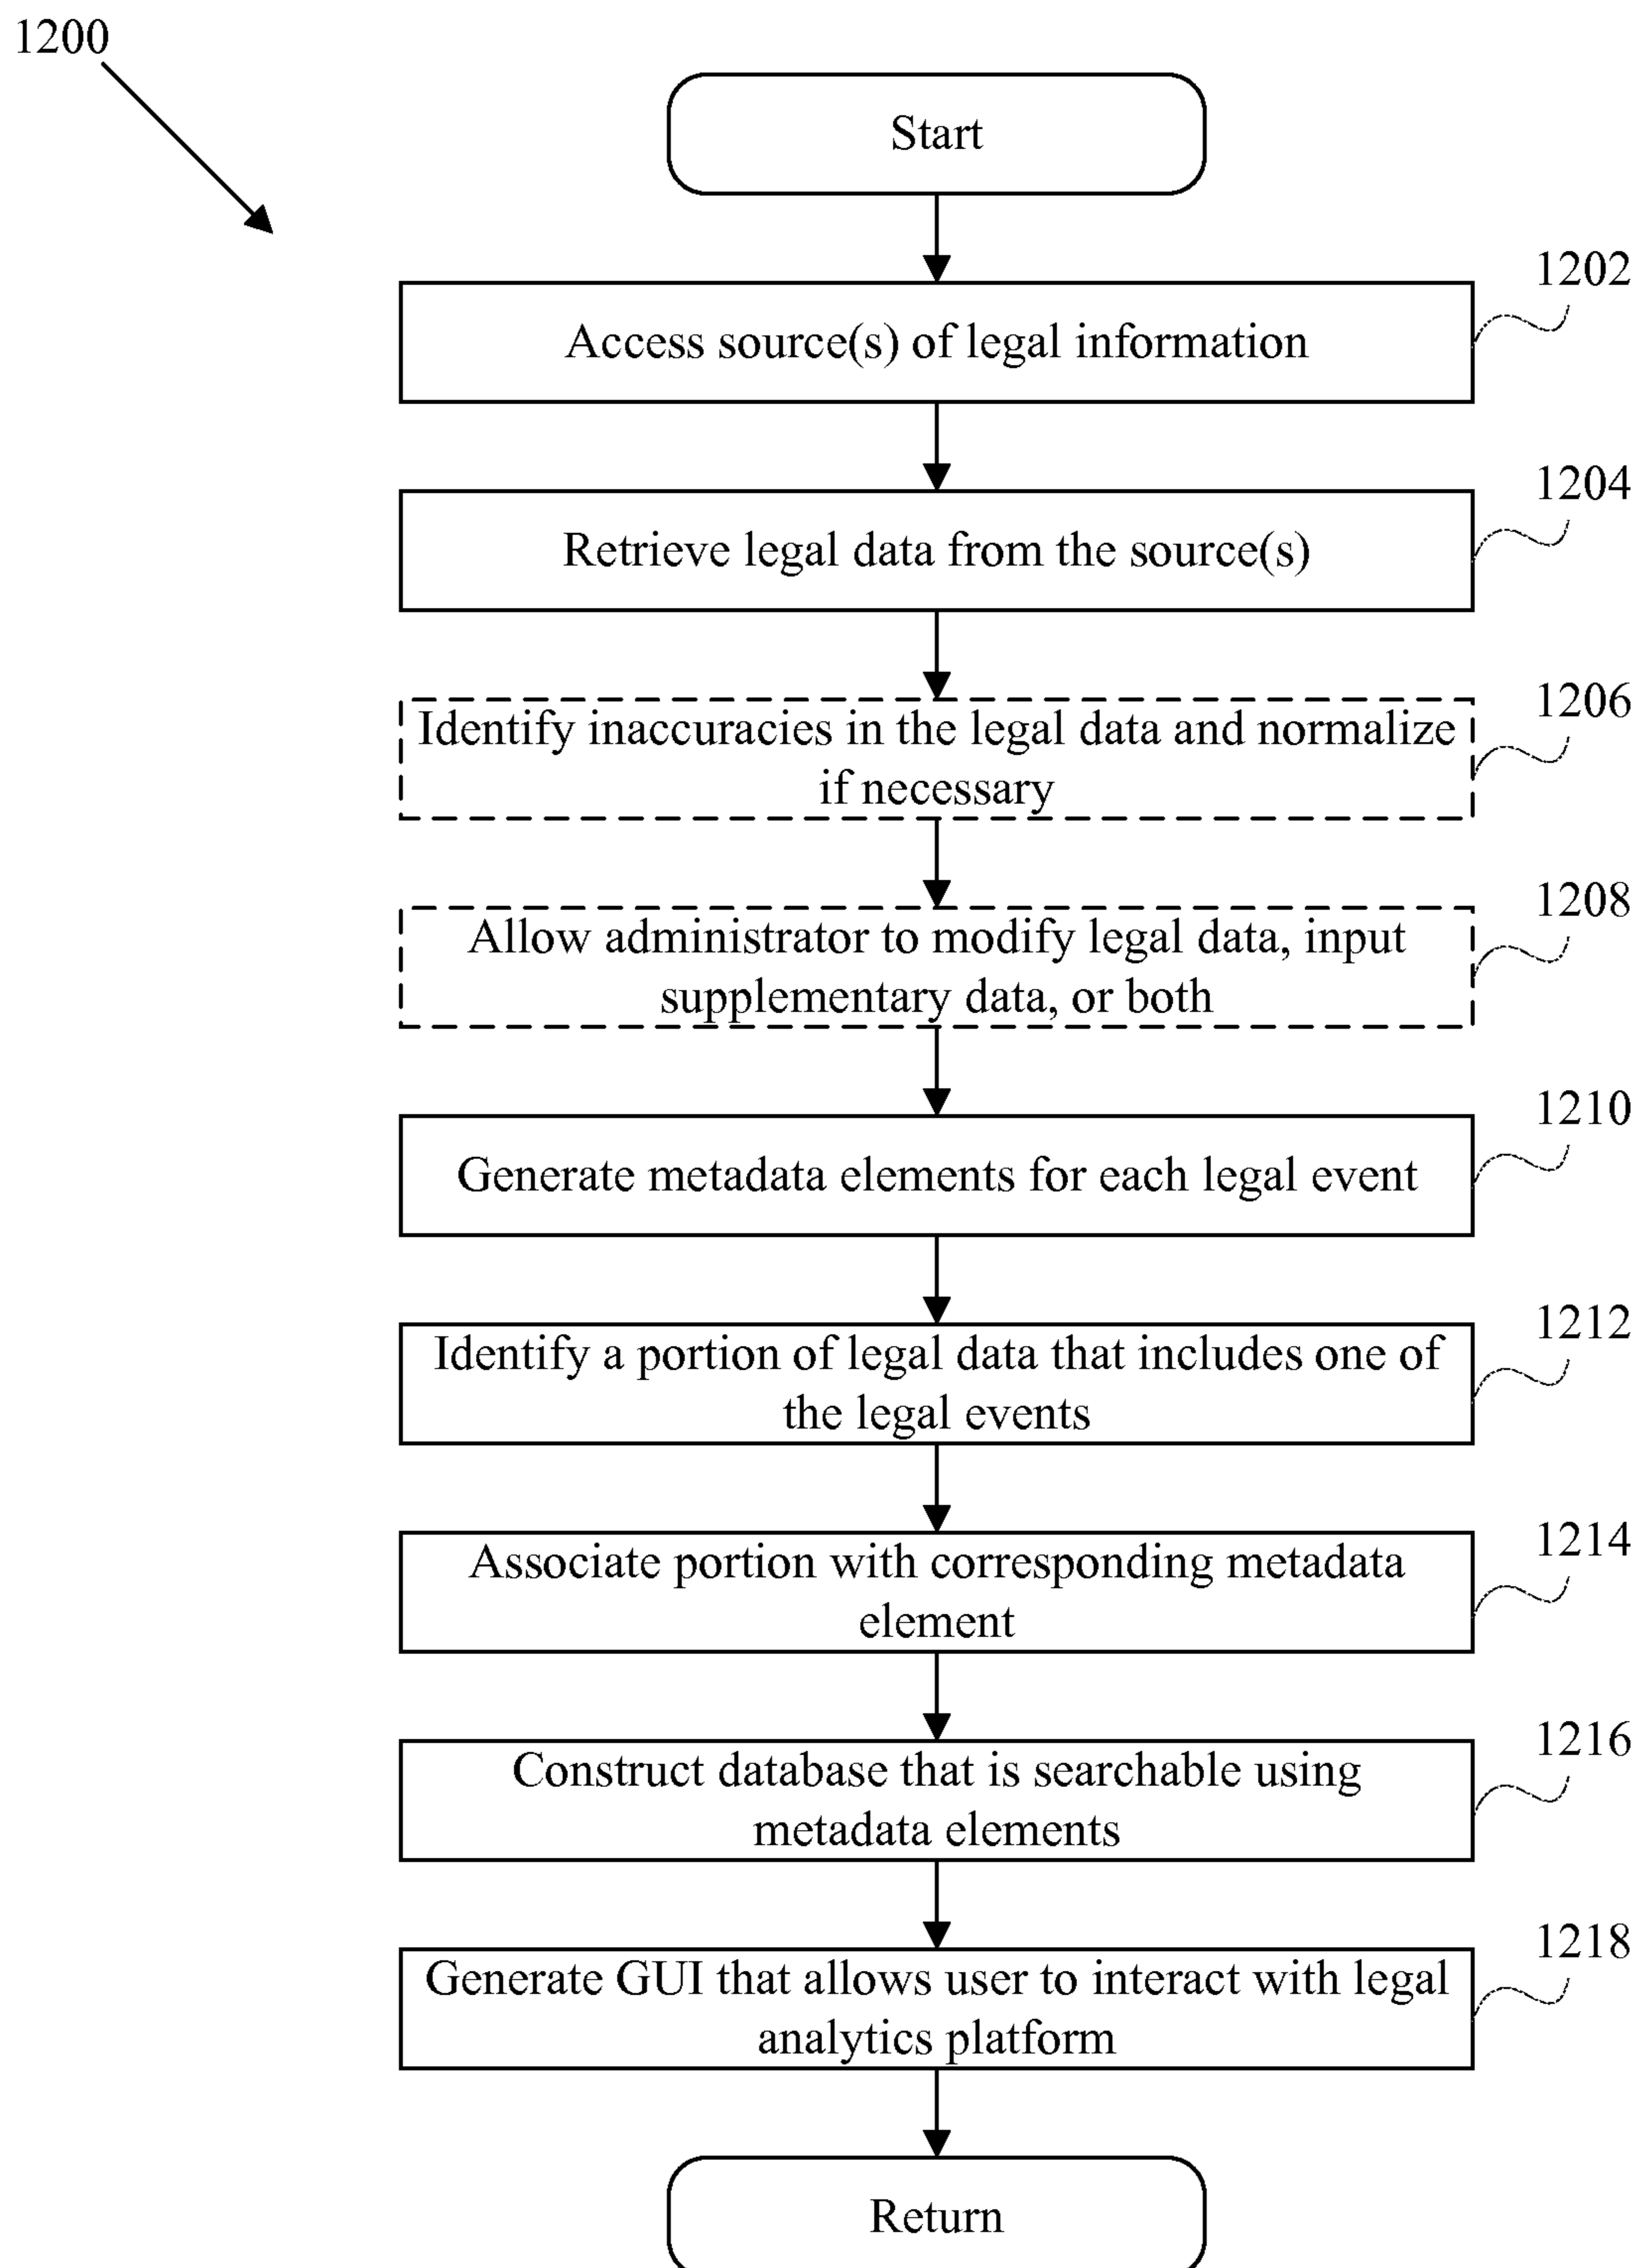 1200
Start
1202
Access source(s) of legal information
1204
Retrieve legal data from the source(s)
1206
Identify inaccuracies in the legal data and normalize
if necessary
1208
Allow administrator to modify legal data, input
supplementary data, or both
1210
Generate metadata elements for each legal event
1212
Identify a portion of legal data that includes one of
the legal events
1214
Associate portion with corresponding metadata
element
1216
Construct database that is searchable using
metadata elements
1218
Generate GUI that allows user to interact with legal
analytics platform
Return